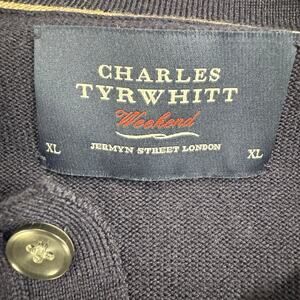 CHARLES
TYRWHITT
Weekend
XL XL
JERMYN STREET LONDON